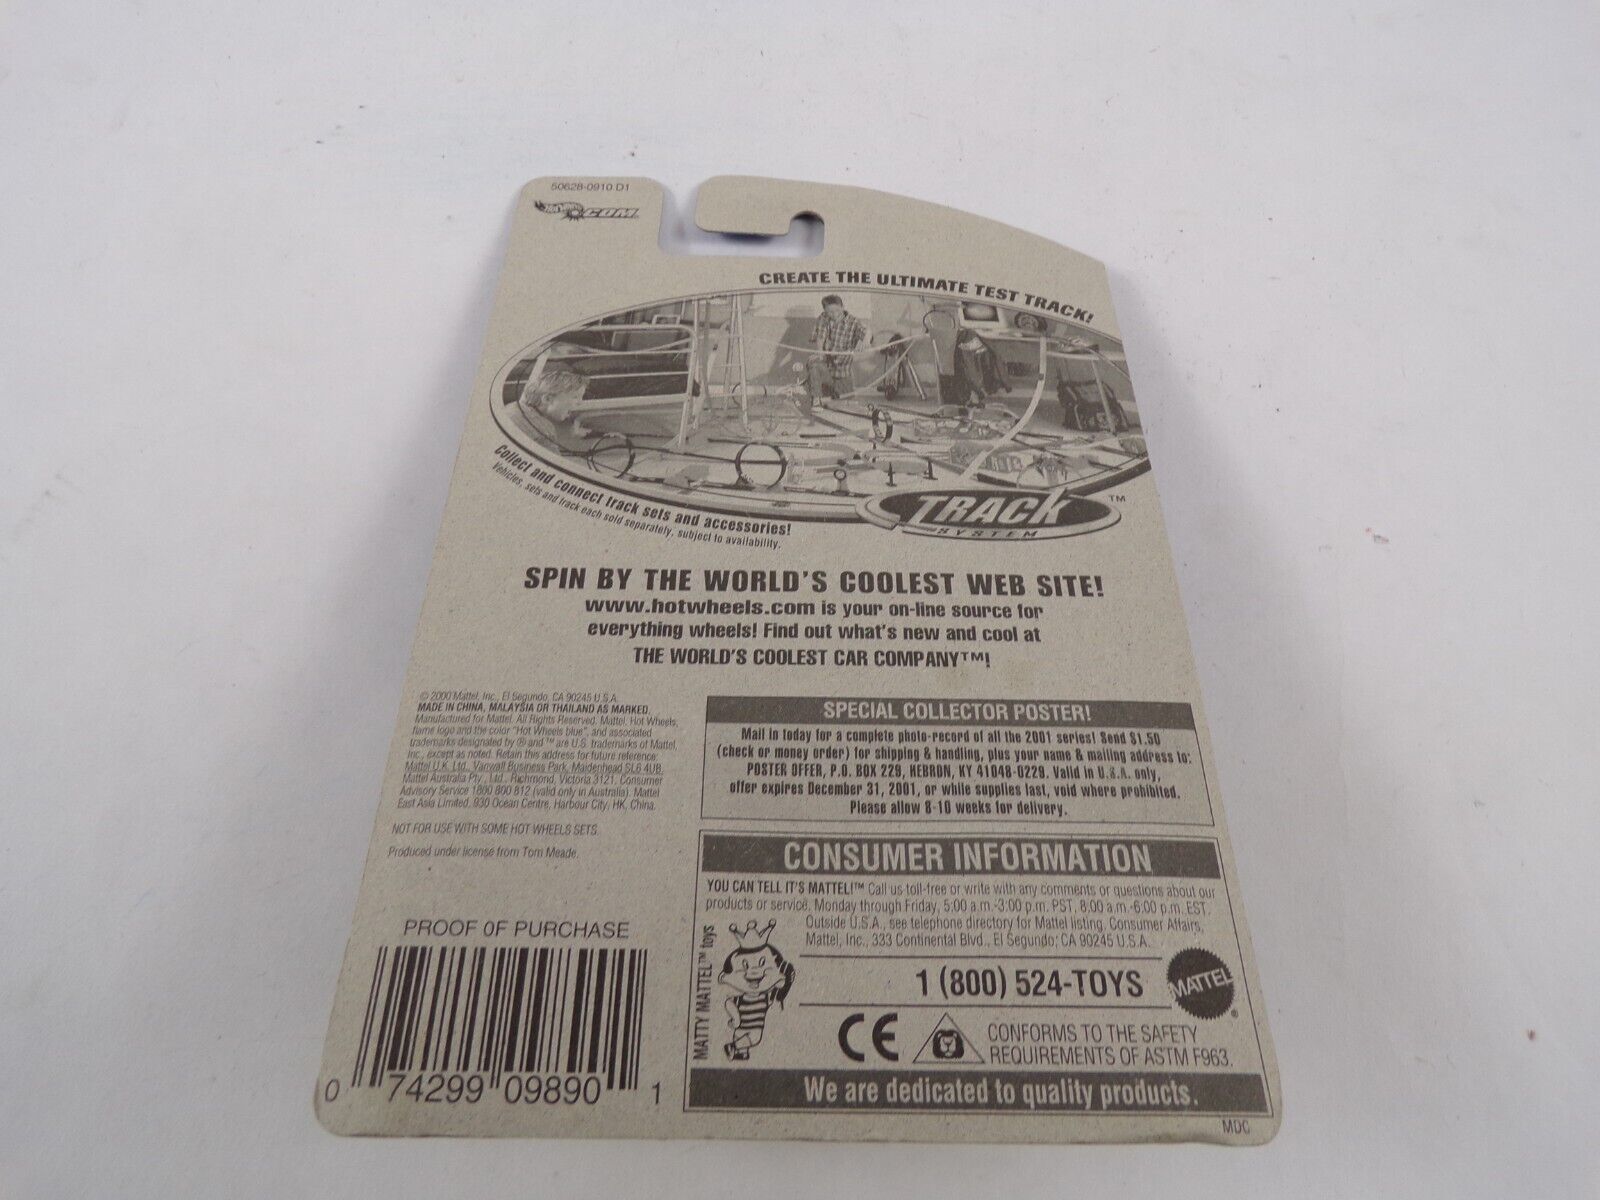 50628-0910 D1
HOT WHEELS .COM
CREATE THE ULTIMATE TEST TRACK!
Collect and connect track sets and accessories!
Vehicles, sets and track each sold separately, subject to availability.
TRACK ™
SYSTEM
SPIN BY THE WORLD'S COOLEST WEB SITE!
www.hotwheels.com is your on-line source for
everything wheels! Find out what's new and cool at
THE WORLD'S COOLEST CAR COMPANY™!
© 2000 Mattel, Inc., El Segundo, CA 90245 U.S.A.
MADE IN CHINA, MALAYSIA OR THAILAND AS MARKED.
Manufactured for Mattel. All Rights Reserved. Mattel, Hot Wheels,
flame logo and the color "Hot Wheels blue", and associated
trademarks designated by ® and ™ are U.S. trademarks of Mattel,
Inc., except as noted. Retain this address for future reference:
Mattel U.K. Ltd., Vanwall Business Park, Maidenhead SL6 4UB.
Mattel Australia Pty., Ltd., Richmond, Victoria 3121. Consumer
Advisory Service 1800 800 812 (valid only in Australia). Mattel
East Asia Limited, 930 Ocean Centre, Harbour City, HK, China.
NOT FOR USE WITH SOME HOT WHEELS SETS.
Produced under license from Tom Meade.
SPECIAL COLLECTOR POSTER!
Mail in today for a complete photo-record of all the 2001 series! Send $1.50
(check or money order) for shipping & handling, plus your name & mailing address to:
POSTER OFFER, P.O. BOX 229, HEBRON, KY 41048-0229. Valid in U.S.A. only,
offer expires December 31, 2001, or while supplies last, void where prohibited.
Please allow 8-10 weeks for delivery.
CONSUMER INFORMATION
YOU CAN TELL IT'S MATTEL!™ Call us toll-free or write with any comments or questions about our
products or service. Monday through Friday, 5:00 a.m.-3:00 p.m. PST, 8:00 a.m.-6:00 p.m. EST.
Outside U.S.A., see telephone directory for Mattel listing. Consumer Affairs,
Mattel, Inc., 333 Continental Blvd., El Segundo, CA 90245 U.S.A.
MATTY MATTEL™ toys
1 (800) 524-TOYS
MATTEL ®
CE
CONFORMS TO THE SAFETY
REQUIREMENTS OF ASTM F963.
We are dedicated to quality products.
MDC
PROOF OF PURCHASE
0 74299 09890 1